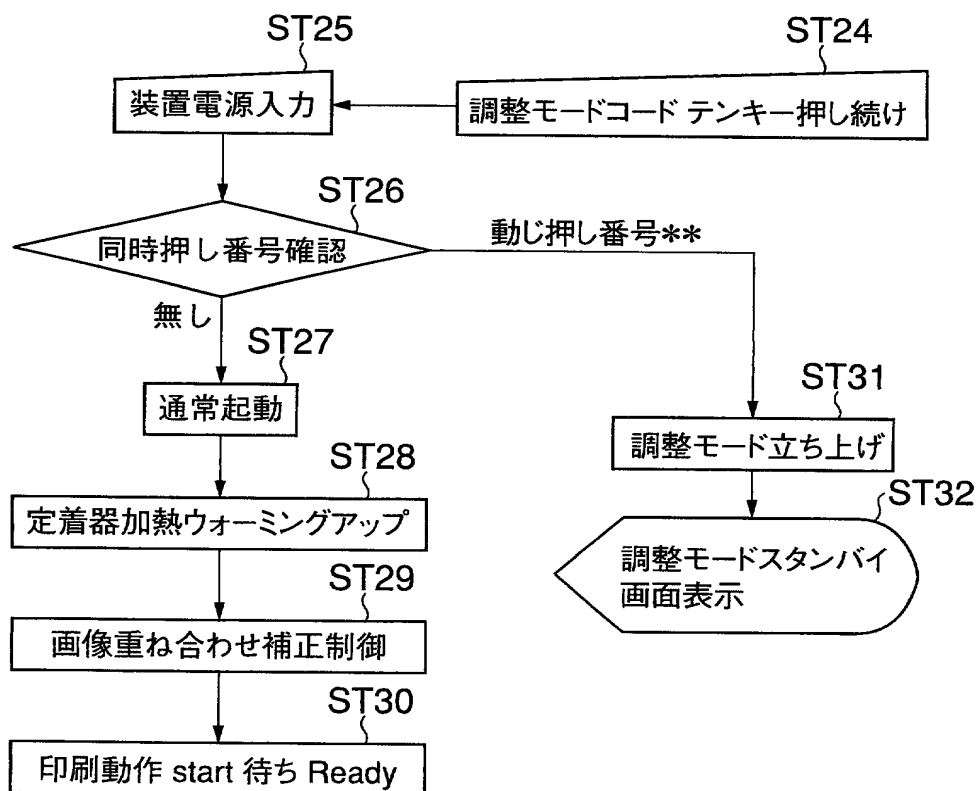 ST25
装置電源入力
ST24
調整モードコード テンキー押し続け
ST26
同時押し番号確認
動じ押し番号**
無し
ST27
通常起動
ST28
定着器加熱ウォーミングアップ
ST29
画像重ね合わせ補正制御
ST30
印刷動作 start 待ち Ready
ST31
調整モード立ち上げ
ST32
調整モードスタンバイ
画面表示